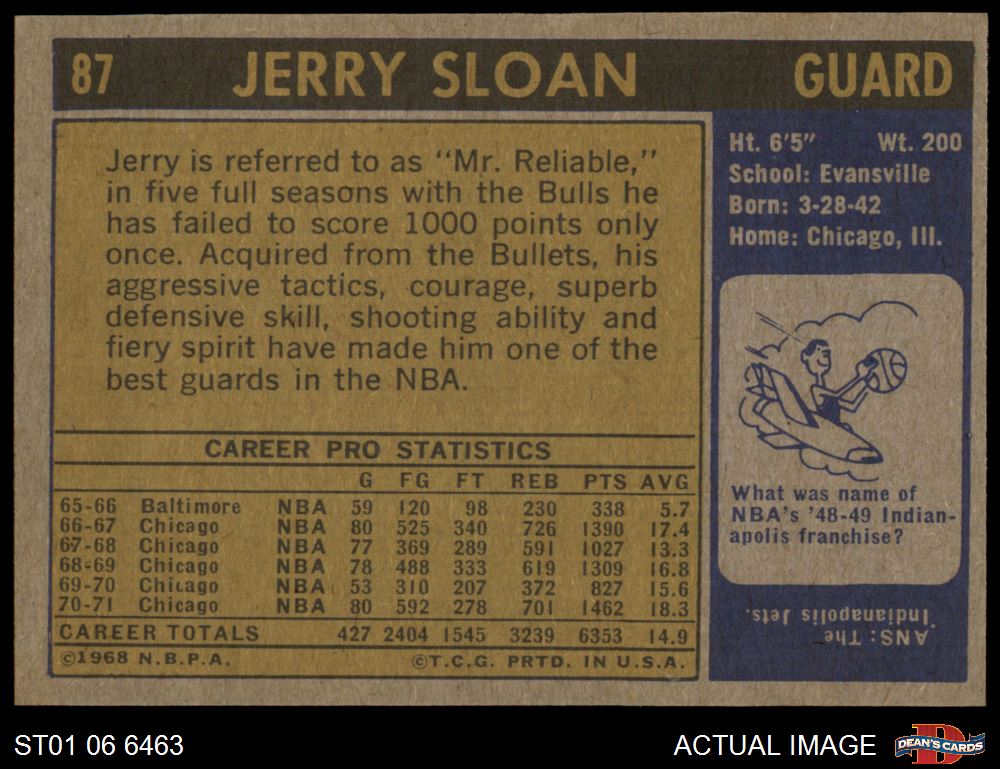 87 JERRY SLOAN GUARD
Jerry is referred to as "Mr. Reliable,"
in five full seasons with the Bulls he
has failed to score 1000 points only
once. Acquired from the Bullets, his
aggressive tactics, courage, superb
defensive skill, shooting ability and
fiery spirit have made him one of the
best guards in the NBA.
CAREER PRO STATISTICS
G FG FT REB PTS AVG
65-66 Baltimore NBA 59 120 98 230 338 5.7
66-67 Chicago NBA 80 525 340 726 1390 17.4
67-68 Chicago NBA 77 369 289 591 1027 13.3
68-69 Chicago NBA 78 488 333 619 1309 16.8
69-70 Chicago NBA 53 310 207 372 827 15.6
70-71 Chicago NBA 80 592 278 701 1462 18.3
CAREER TOTALS 427 2404 1545 3239 6353 14.9
©1968 N.B.P.A. ©T.C.G. PRTD. IN U.S.A.
Ht. 6'5" Wt. 200
School: Evansville
Born: 3-28-42
Home: Chicago, Ill.
What was name of
NBA's '48-49 Indian-
apolis franchise?
ANS: The
Indianapolis Jets.
ST01 06 6463
ACTUAL IMAGE
D
DEAN'S CARDS